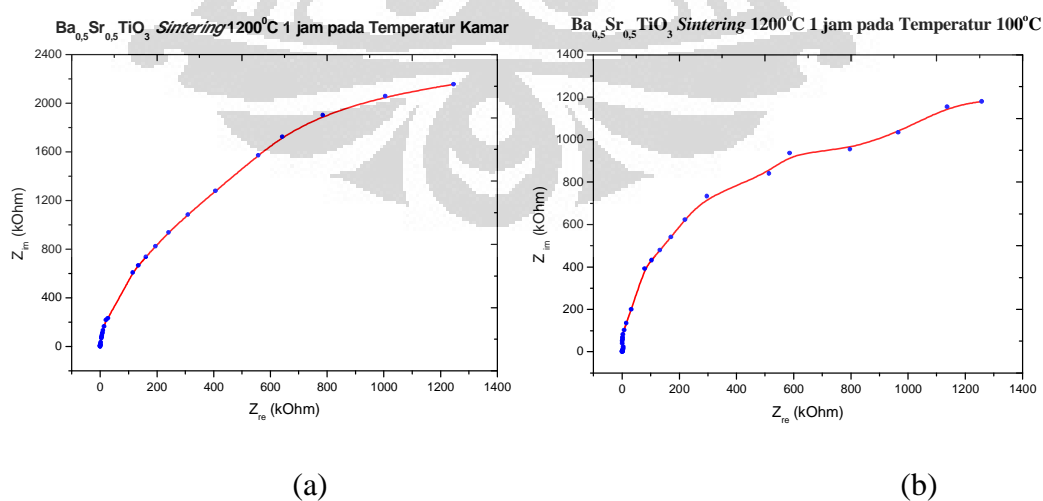 Ba0,5Sr0,5TiO3 Sintering 1200°C 1 jam pada Temperatur Kamar
2400
2000
1600
1200
800
400
0
Zim (kOhm)
0 200 400 600 800 1000 1200 1400
Zre (kOhm)
(a)
Ba0,5Sr0,5TiO3 Sintering 1200°C 1 jam pada Temperatur 100°C
1400
1200
1000
800
600
400
200
0
Z im (kOhm)
0 200 400 600 800 1000 1200 1400
Zre (kOhm)
(b)